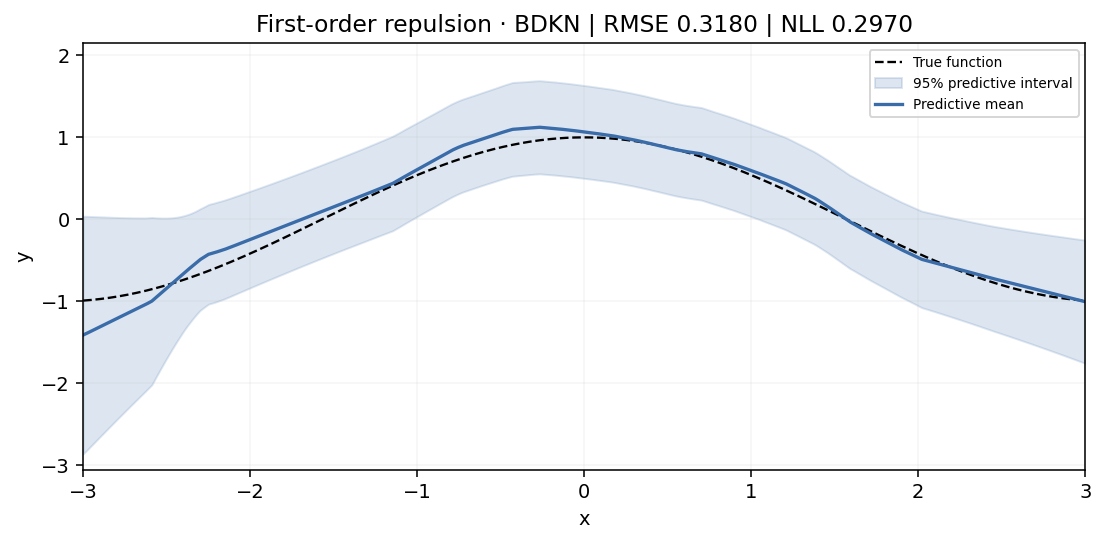 First-order repulsion · BDKN | RMSE 0.3180 | NLL 0.2970
True function
95% predictive interval
Predictive mean
2
1
0
−1
−2
−3
y
−3
−2
−1
0
1
2
3
x